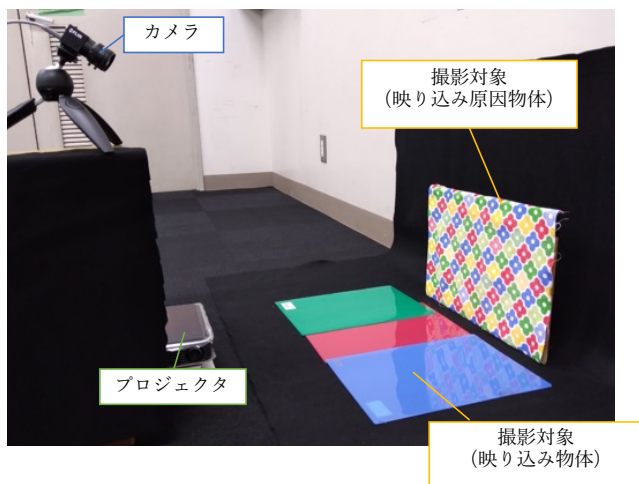 カメラ
撮影対象
（映り込み原因物体）
プロジェクタ
撮影対象
（映り込み物体）